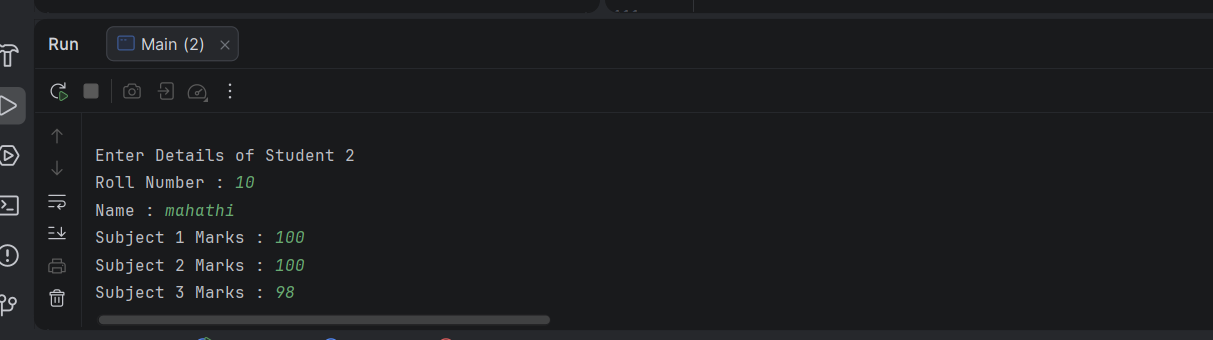 Run
Main (2)
Enter Details of Student 2
Roll Number : 10
Name : mahathi
Subject 1 Marks : 100
Subject 2 Marks : 100
Subject 3 Marks : 98